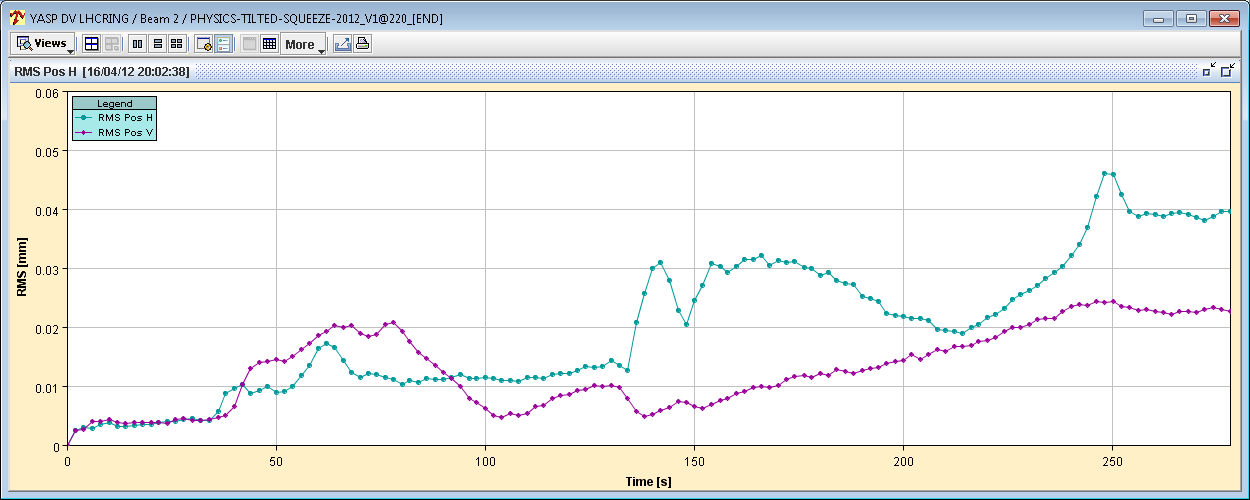 YASP DV LHCRING / Beam 2 / PHYSICS-TILTED-SQUEEZE-2012_V1@220_[END]
Views More
RMS Pos H [16/04/12 20:02:38]
Legend
RMS Pos H
RMS Pos V
0.06
0.05
0.04
0.03
0.02
0.01
0
RMS [mm]
0 50 100 150 200 250
Time [s]